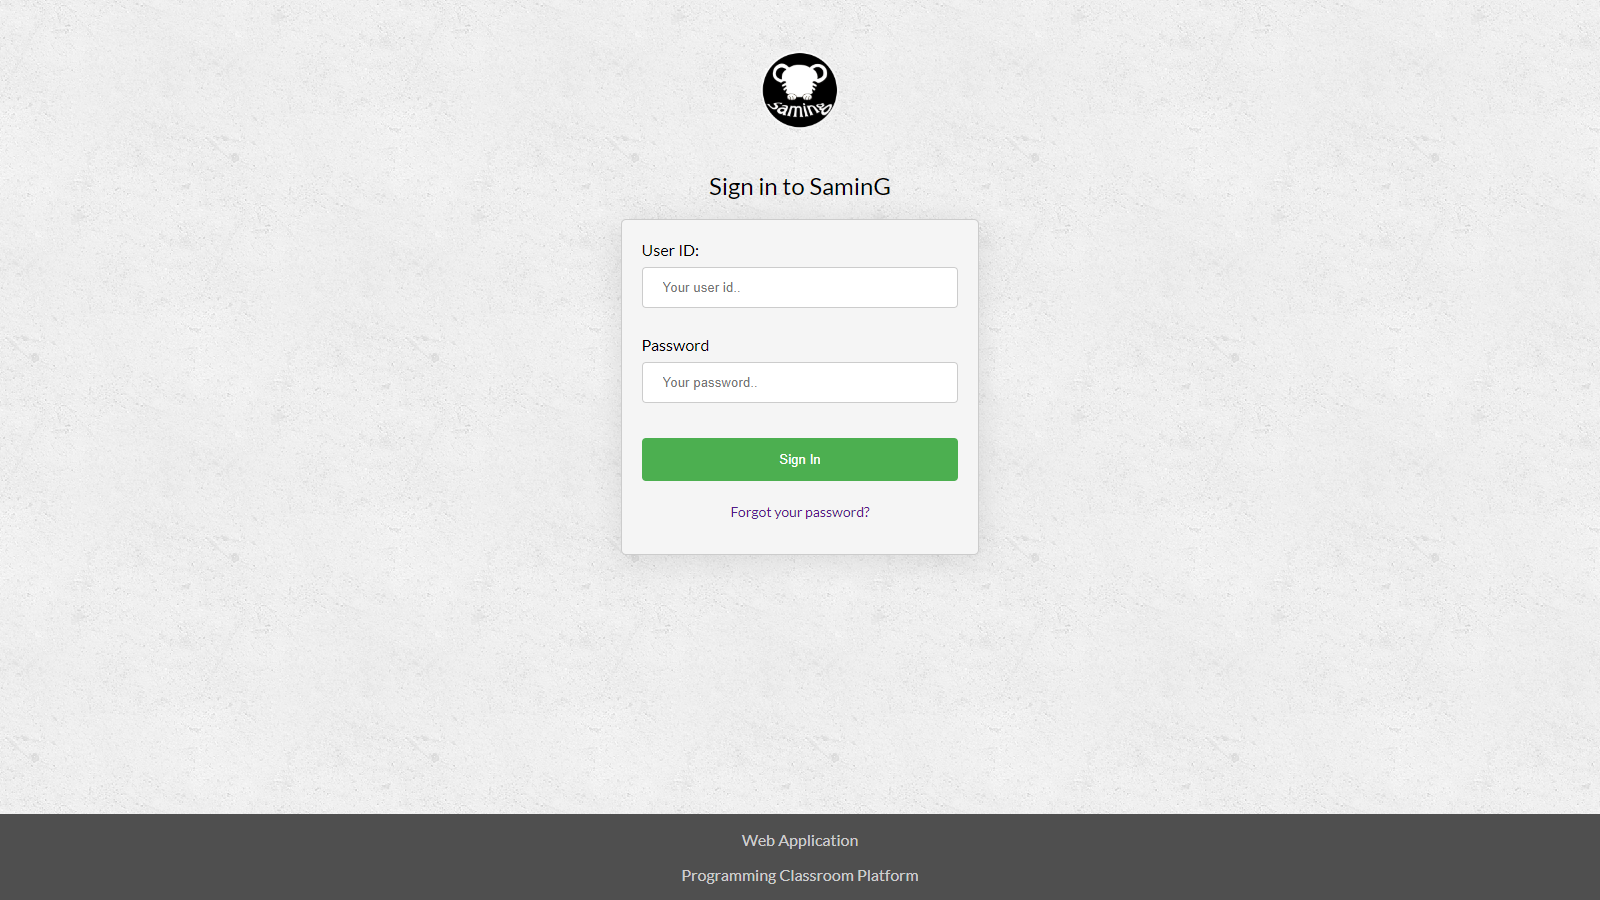 saming
Sign in to SaminG
User ID:
Your user id..
Password
Your password..
Sign In
Forgot your password?
Web Application
Programming Classroom Platform